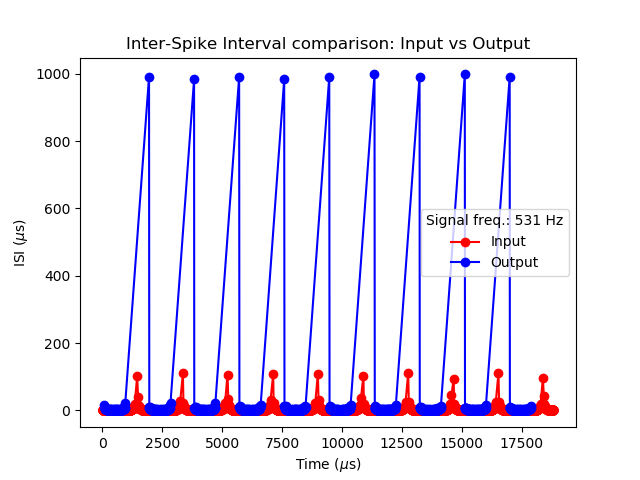 Inter-Spike Interval comparison: Input vs Output
ISI (μs)
1000
800
600
400
200
0
Signal freq.: 531 Hz
Input
Output
0
2500
5000
7500
10000
12500
15000
17500
Time (μs)